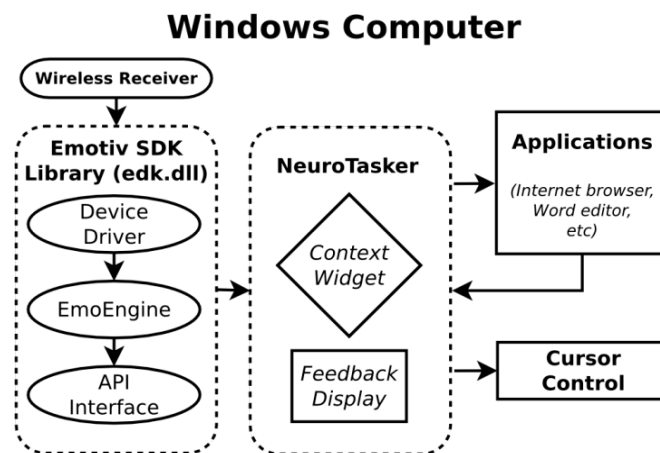 Windows Computer
Wireless Receiver
Emotiv SDK
Library (edk.dll)
Device
Driver
EmoEngine
API
Interface
NeuroTasker
Context
Widget
Feedback
Display
Applications
(Internet browser,
Word editor,
etc)
Cursor
Control